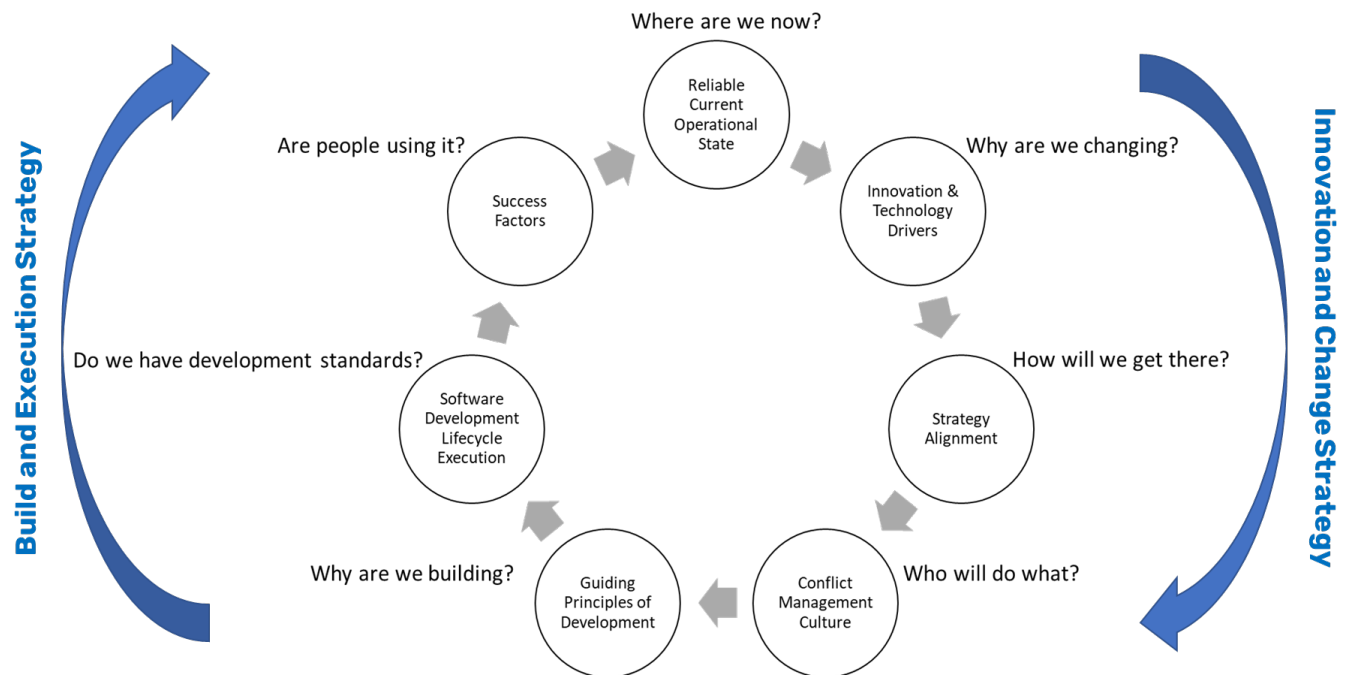 Where are we now?
Reliable
Current
Operational
State
Why are we changing?
Innovation &
Technology
Drivers
How will we get there?
Strategy
Alignment
Who will do what?
Conflict
Management
Culture
Why are we building?
Guiding
Principles of
Development
Do we have development standards?
Software
Development
Lifecycle
Execution
Are people using it?
Success
Factors
Build and Execution Strategy
Innovation and Change Strategy